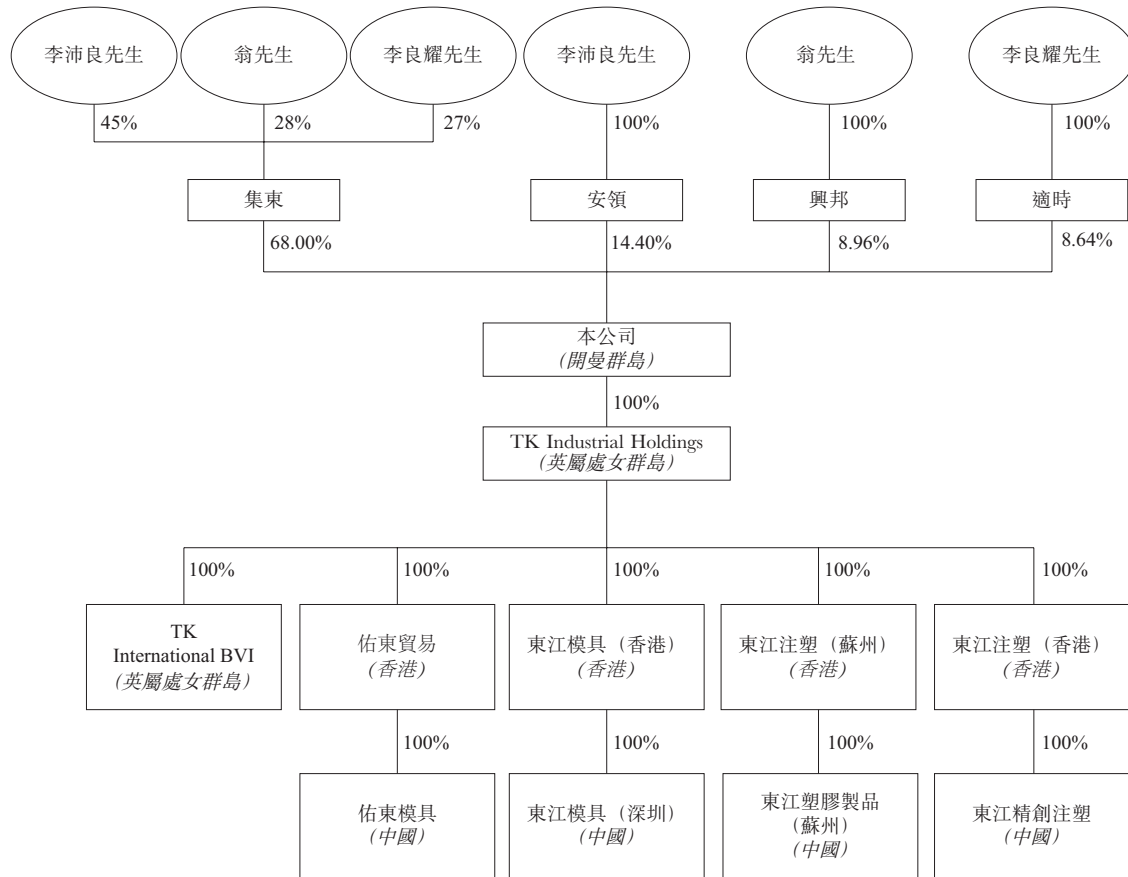 李沛良先生
翁先生
李良耀先生
李沛良先生
翁先生
李良耀先生
45%
28%
27%
100%
100%
100%
集東
安領
興邦
適時
68.00%
14.40%
8.96%
8.64%
本公司
(開曼群島)
100%
TK Industrial Holdings
(英屬處女群島)
100%
100%
100%
100%
100%
TK
International BVI
(英屬處女群島)
佑東貿易
(香港)
東江模具(香港)
(香港)
東江注塑(蘇州)
(香港)
東江注塑(香港)
(香港)
100%
100%
100%
100%
佑東模具
(中國)
東江模具(深圳)
(中國)
東江塑膠製品
(蘇州)
(中國)
東江精創注塑
(中國)